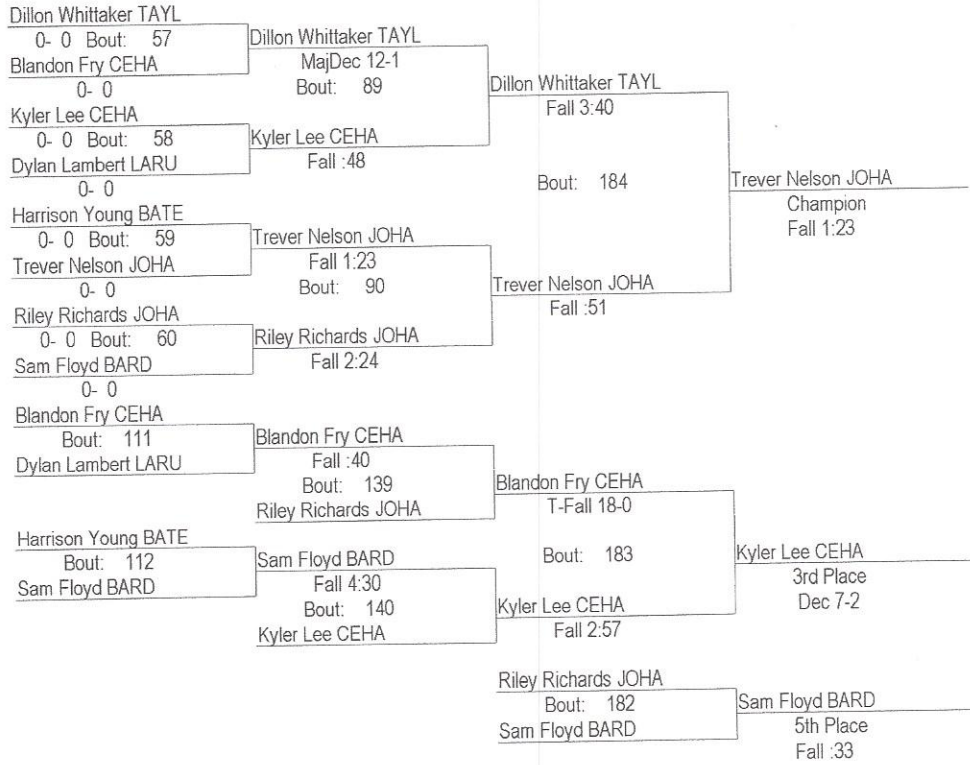 Dillon Whittaker TAYL
0- 0 Bout: 57
Blandon Fry CEHA
0- 0
Kyler Lee CEHA
0- 0 Bout: 58
Dylan Lambert LARU
0- 0
Harrison Young BATE
0- 0 Bout: 59
Trever Nelson JOHA
0- 0
Riley Richards JOHA
0- 0 Bout: 60
Sam Floyd BARD
0- 0
Blandon Fry CEHA
Bout: 111
Dylan Lambert LARU
Harrison Young BATE
Bout: 112
Sam Floyd BARD
Dillon Whittaker TAYL
MajDec 12-1
Bout: 89
Kyler Lee CEHA
Fall :48
Trever Nelson JOHA
Fall 1:23
Bout: 90
Riley Richards JOHA
Fall 2:24
Blandon Fry CEHA
Fall :40
Bout: 139
Riley Richards JOHA
Sam Floyd BARD
Fall 4:30
Bout: 140
Kyler Lee CEHA
Dillon Whittaker TAYL
Fall 3:40
Bout: 184
Trever Nelson JOHA
Fall :51
Blandon Fry CEHA
T-Fall 18-0
Bout: 183
Kyler Lee CEHA
Fall 2:57
Riley Richards JOHA
Bout: 182
Sam Floyd BARD
Trever Nelson JOHA
Champion
Fall 1:23
Kyler Lee CEHA
3rd Place
Dec 7-2
Sam Floyd BARD
5th Place
Fall :33